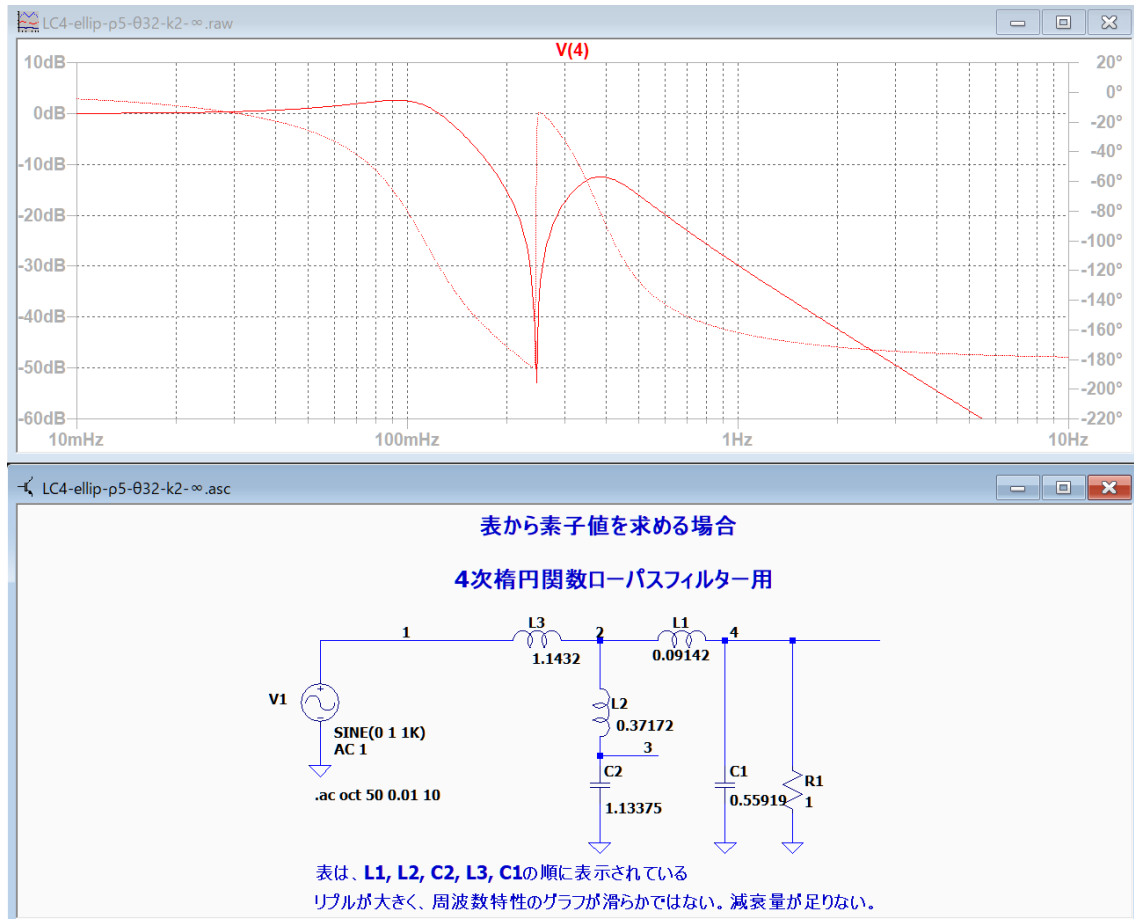 LC4-ellip-ρ5-θ32-k2-∞.raw
V(4)
10dB
0dB
-10dB
-20dB
-30dB
-40dB
-50dB
-60dB
20°
0°
-20°
-40°
-60°
-80°
-100°
-120°
-140°
-160°
-180°
-200°
-220°
10mHz 100mHz 1Hz 10Hz
LC4-ellip-ρ5-θ32-k2-∞.asc
表から素子値を求める場合
4次楕円関数ローパスフィルター用
1 L3 2 L1 4
1.1432 0.09142
V1
L2
0.37172
SINE(0 1 1K)
AC 1
3
C2
1.13375
C1
0.55919
R1
1
.ac oct 50 0.01 10
表は、L1, L2, C2, L3, C1の順に表示されている
リプルが大きく、周波数特性のグラフが滑らかではない。減衰量が足りない。